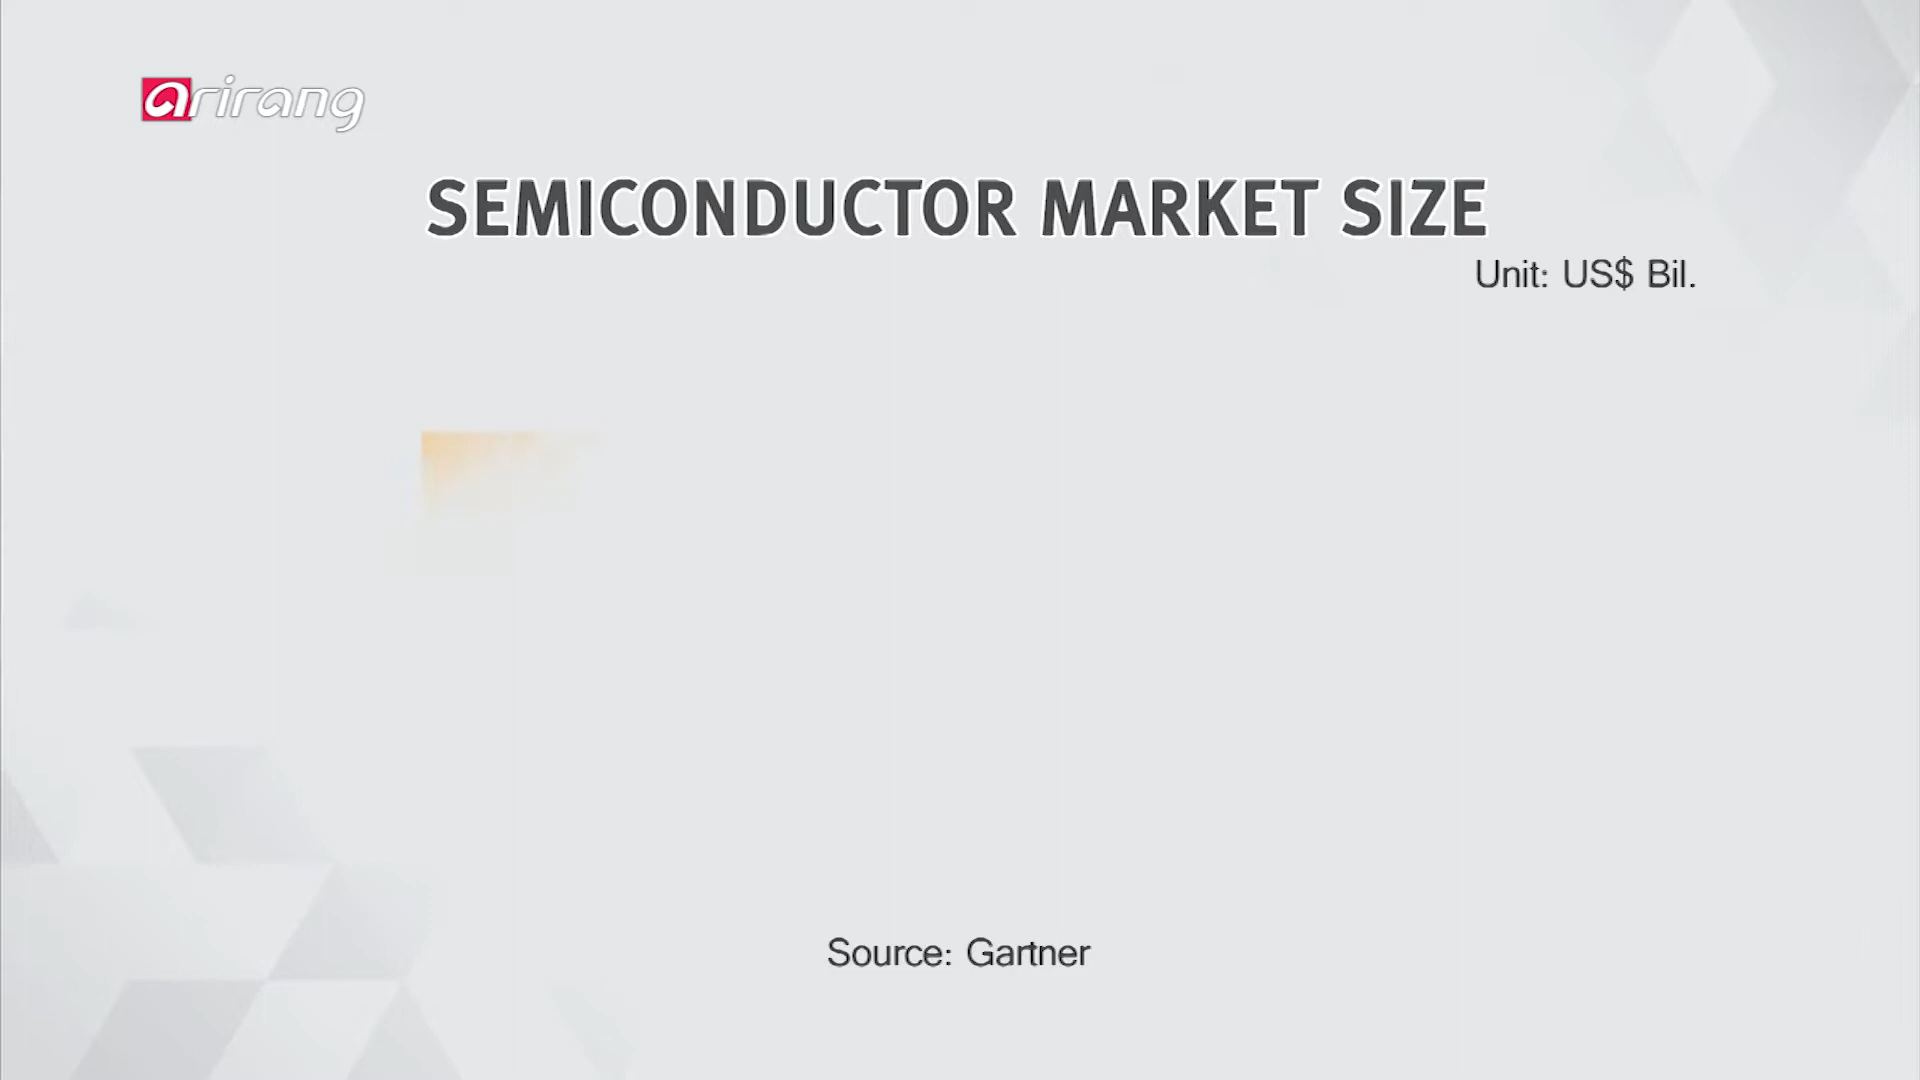 arirang
SEMICONDUCTOR MARKET SIZE
Unit: US$ Bil.
Source: Gartner